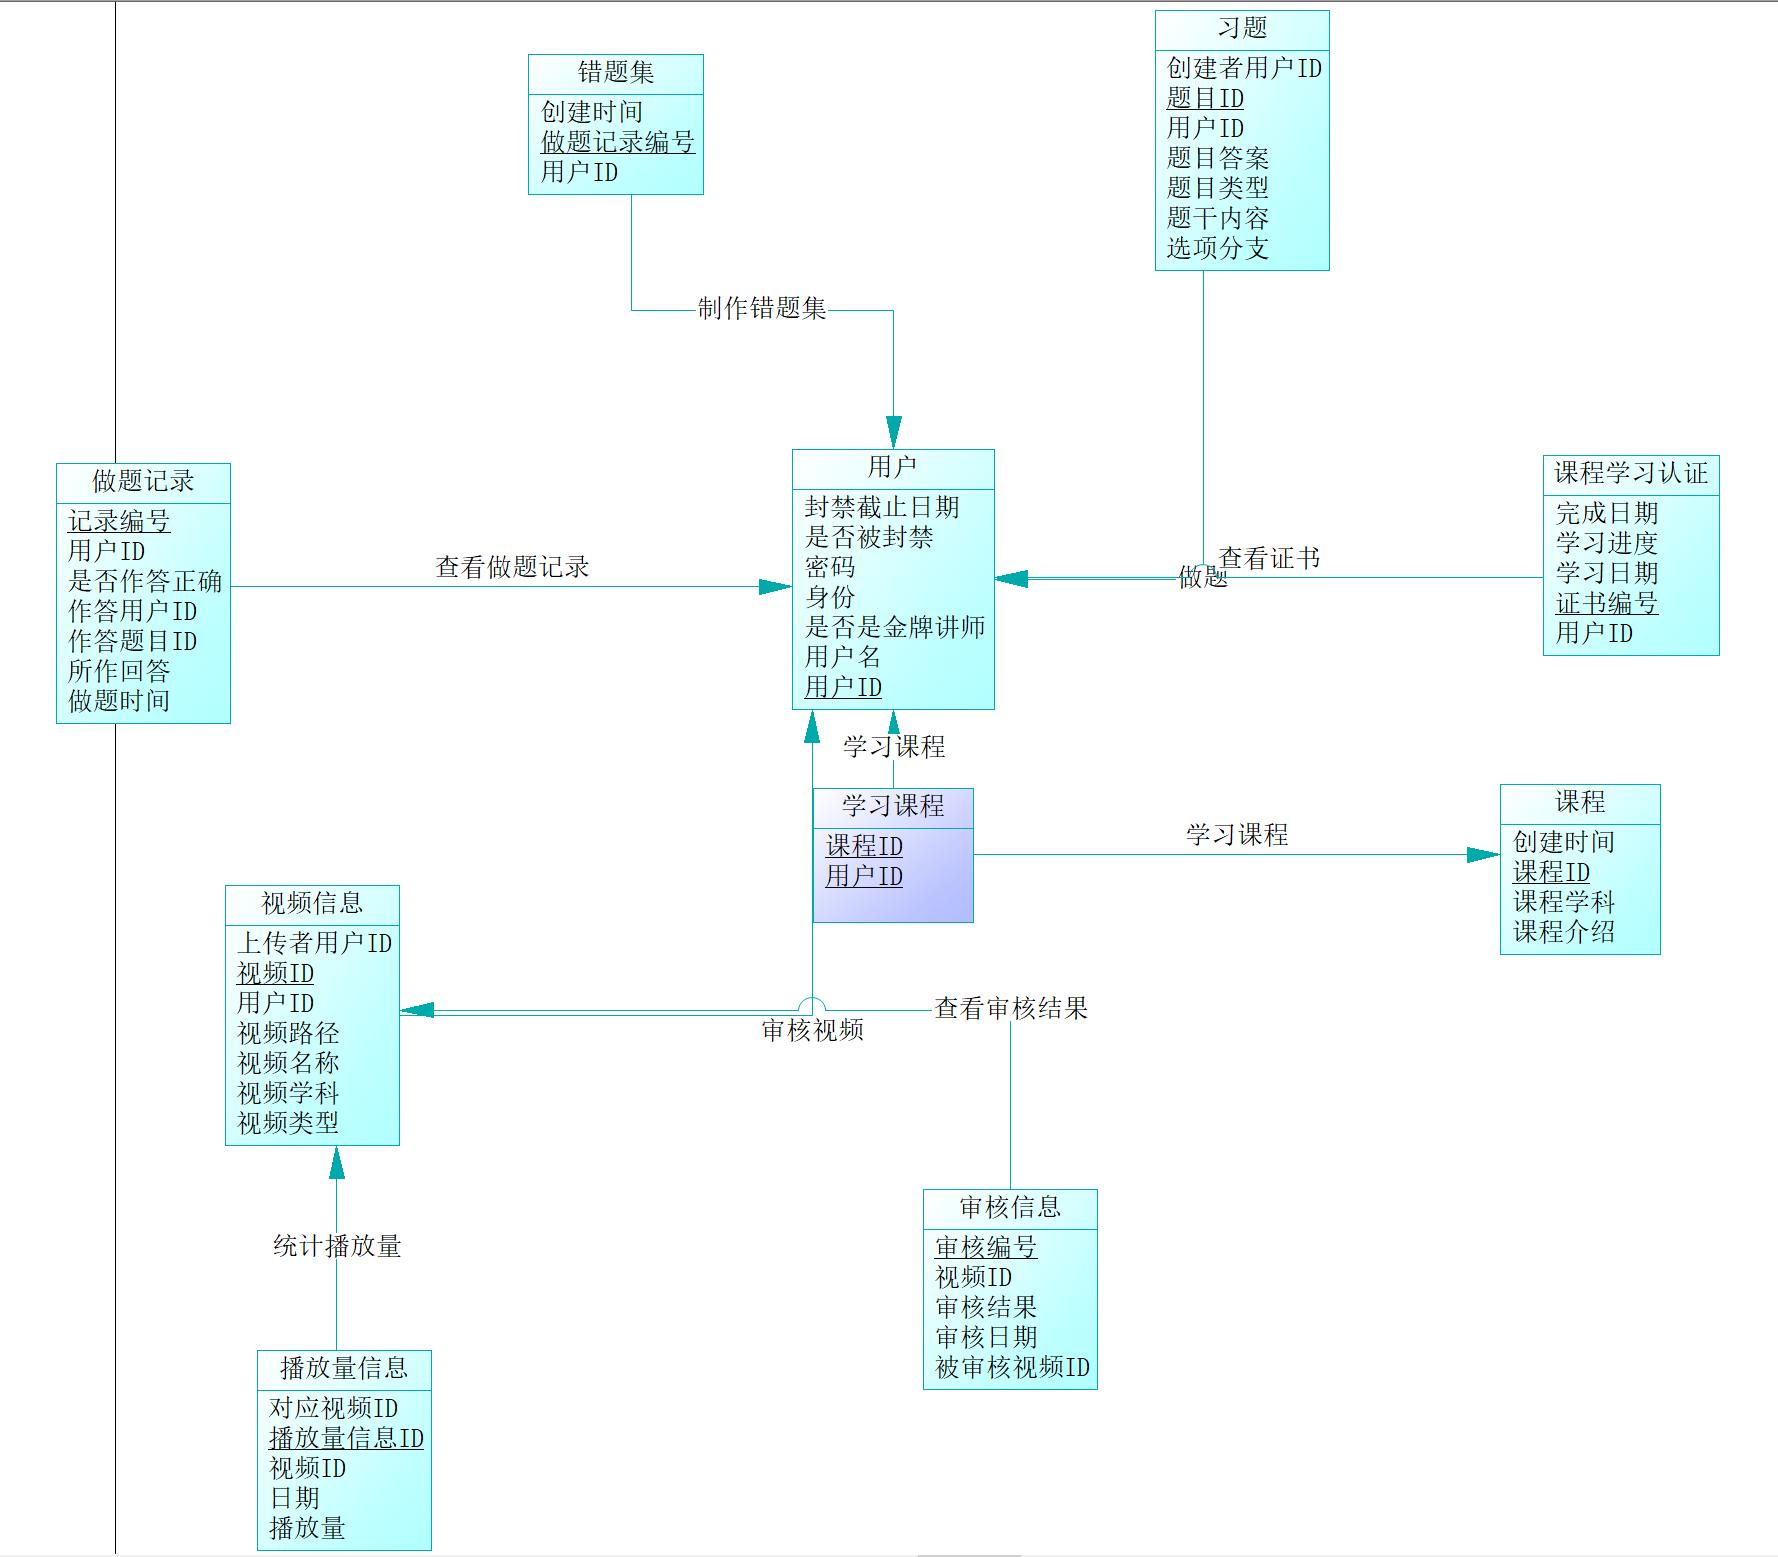 习题
创建者用户ID
题目ID
用户ID
题目答案
题目类型
题干内容
选项分支
错题集
创建时间
做题记录编号
用户ID
制作错题集
做题记录
记录编号
用户ID
是否作答正确
作答用户ID
作答题目ID
所作回答
做题时间
查看做题记录
用户
封禁截止日期
是否被封禁
密码
身份
是否是金牌讲师
用户名
用户ID
查看证书
做题
课程学习认证
完成日期
学习进度
学习日期
证书编号
用户ID
学习课程
学习课程
课程ID
用户ID
学习课程
课程
创建时间
课程ID
课程学科
课程介绍
视频信息
上传者用户ID
视频ID
用户ID
视频路径
视频名称
视频学科
视频类型
查看审核结果
审核视频
统计播放量
审核信息
审核编号
视频ID
审核结果
审核日期
被审核视频ID
播放量信息
对应视频ID
播放量信息ID
视频ID
日期
播放量